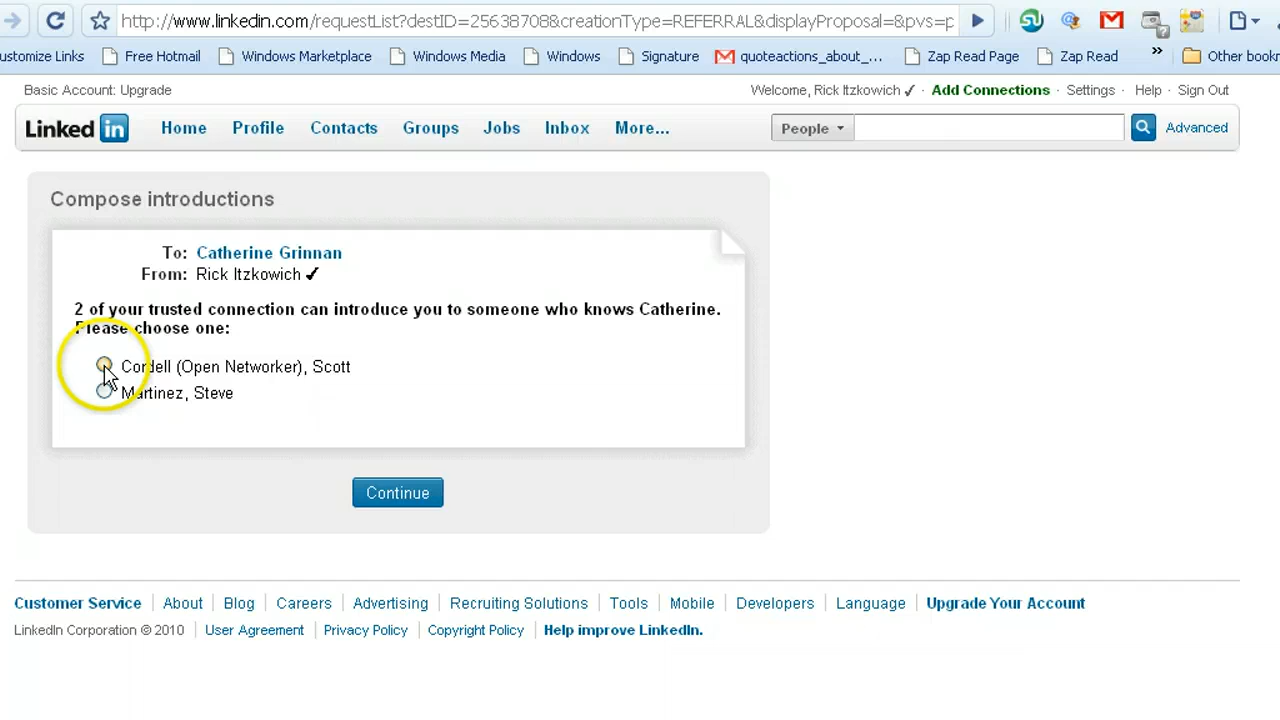 http://www.linkedin.com/requestList?destID=25638708&creationType=REFERRAL&displayProposal=&pvs=p
ustomize Links Free Hotmail Windows Marketplace Windows Media Windows Signature quoteactions_about_... Zap Read Page Zap Read » Other bookr
Basic Account: Upgrade Welcome, Rick Itzkowich ✓ · Add Connections · Settings · Help · Sign Out
Linked in Home Profile Contacts Groups Jobs Inbox More... People Advanced
Compose introductions
To: Catherine Grinnan
From: Rick Itzkowich ✓
2 of your trusted connection can introduce you to someone who knows Catherine.
Please choose one:
Cordell (Open Networker), Scott
Martinez, Steve
Continue
Customer Service About Blog Careers Advertising Recruiting Solutions Tools Mobile Developers Language Upgrade Your Account
LinkedIn Corporation © 2010 User Agreement Privacy Policy Copyright Policy Help improve LinkedIn.